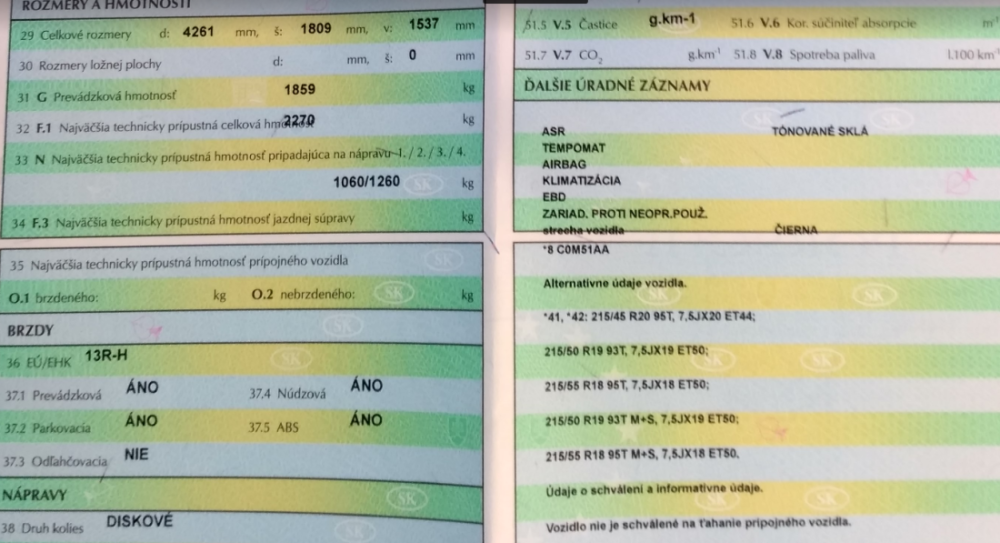 ROZMERY A HMOTNOSTI
29 Celkové rozmery d: 4261 mm, š: 1809 mm, v: 1537 mm
30 Rozmery ložnej plochy d: mm, š: 0 mm
31 G Prevádzková hmotnosť 1859 kg
32 F.1 Najväčšia technicky prípustná celková 2270 kg
33 N Najväčšia technicky prípustná hmotnosť pripadajúca na nápravu 1. / 2. / 3. / 4.
1060/1260 kg
34 F.3 Najväčšia technicky prípustná hmotnosť jazdnej súpravy kg
35 Najväčšia technicky prípustná hmotnosť prípojného vozidla
O.1 brzdeného: kg O.2 nebrzdeného: kg
BRZDY
36 EÚ/EHK 13R-H
37.1 Prevádzková ÁNO 37.4 Núdzová ÁNO
37.2 Parkovacia ÁNO 37.5 ABS ÁNO
37.3 Odľahčovacia NIE
NÁPRAVY
38 Druh kolies DISKOVÉ
51.5 V.5 Častice g.km-1 51.6 V.6 Kor. súčiniteľ absorpcie m
51.7 V.7 CO₂ g.km⁻¹ 51.8 V.8 Spotreba paliva l.100 km⁻¹
ĎALŠIE ÚRADNÉ ZÁZNAMY
ASR TÓNOVANÉ SKLÁ
TEMPOMAT
AIRBAG
KLIMATIZÁCIA
EBD
ZARIAD. PROTI NEOPR.POUŽ.
strecha vozidla ČIERNA
*8 C0M51AA
Alternatívne údaje vozidla.
*41, *42: 215/45 R20 95T, 7,5JX20 ET44;
215/50 R19 93T, 7,5JX19 ET50;
215/55 R18 95T, 7,5JX18 ET50;
215/50 R19 93T M+S, 7,5JX19 ET50;
215/55 R18 95T M+S, 7,5JX18 ET50.
Údaje o schválení a informatívne údaje.
Vozidlo nie je schválené na ťahanie prípojného vozidla.